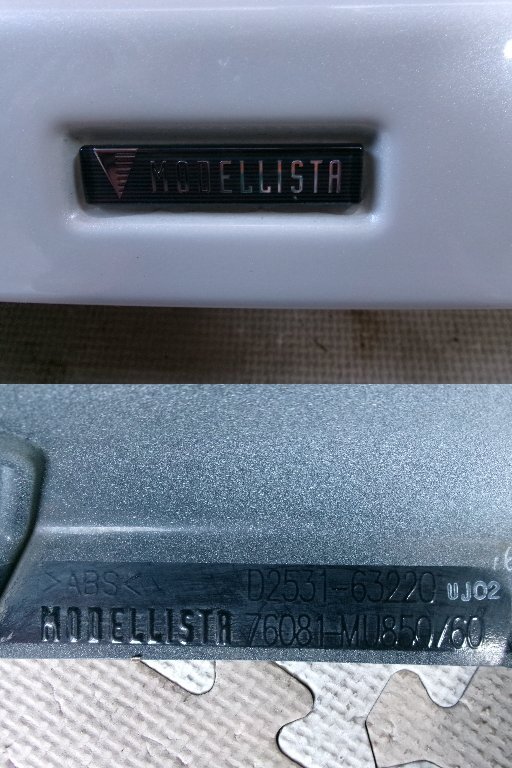 MODELLISTA
>ABS< D2531-63220 UJ02
MODELLISTA 76081-MU850/60